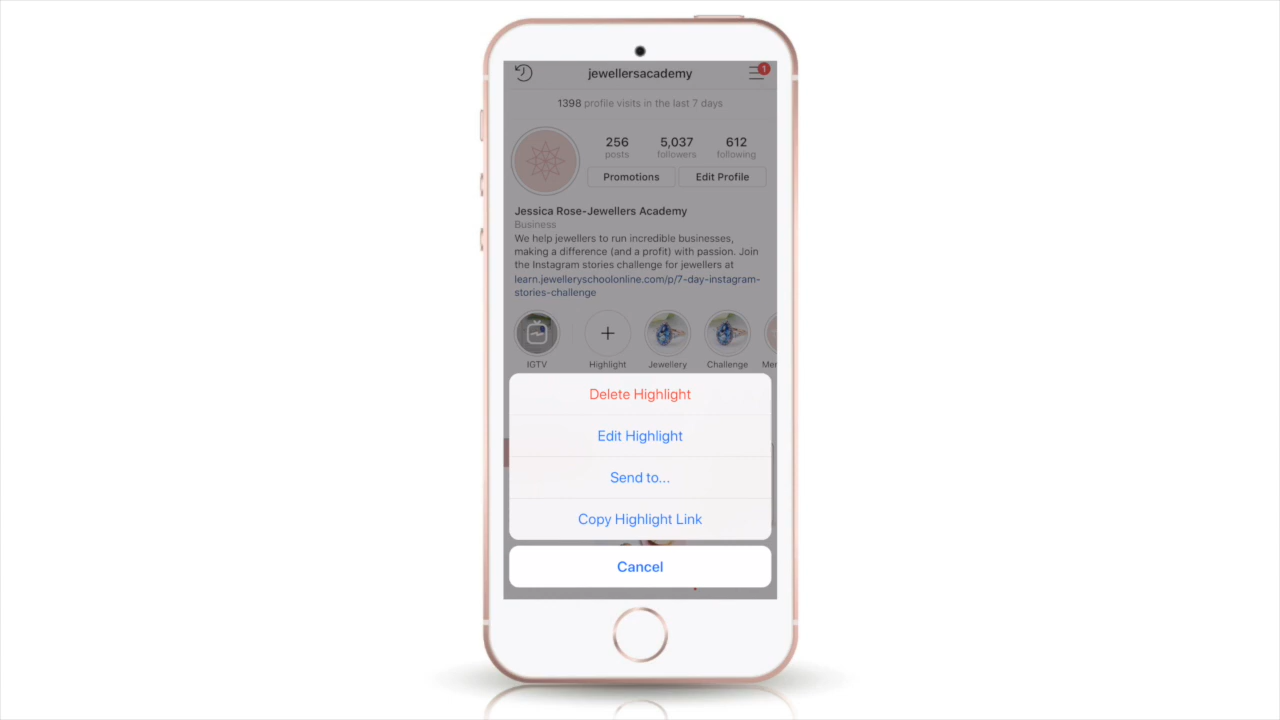 jewellersacademy
1
1398 profile visits in the last 7 days
256 5,037 612
posts followers following
Promotions Edit Profile
Jessica Rose-Jewellers Academy
Business
We help jewellers to run incredible businesses,
making a difference (and a profit) with passion. Join
the Instagram stories challenge for jewellers at
learn.jewelleryschoolonline.com/p/7-day-instagram-
stories-challenge
IGTV Highlight Jewellery Challenge Mer
Delete Highlight
Edit Highlight
Send to...
Copy Highlight Link
Cancel